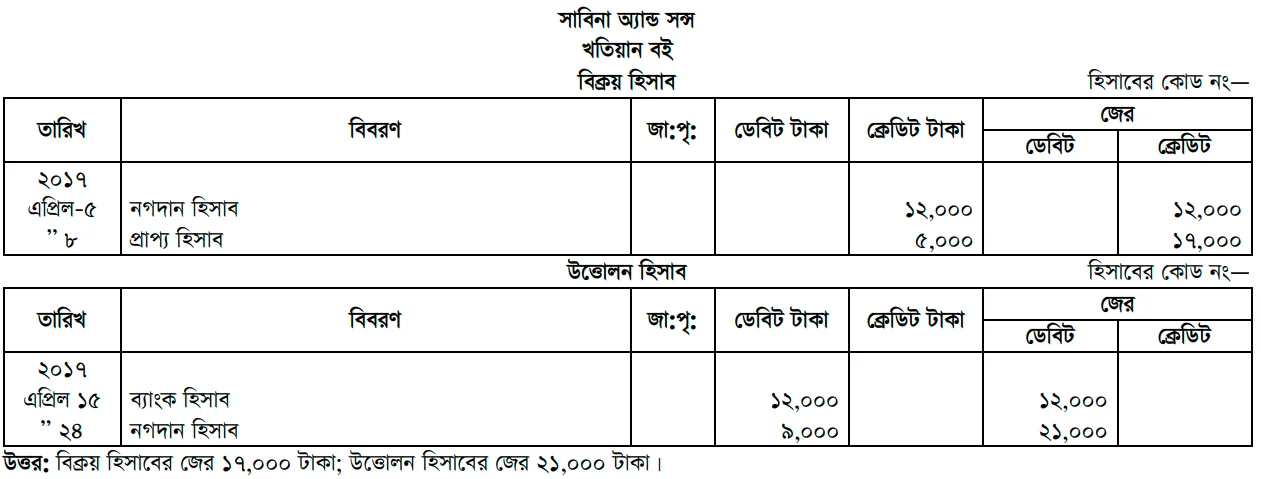 সাবিনা অ্যান্ড সন্স
খতিয়ান বই
বিক্রয় হিসাব হিসাবের কোড নং—
তারিখ বিবরণ জা:পৃ: ডেবিট টাকা ক্রেডিট টাকা জের
ডেবিট ক্রেডিট
২০১৭
এপ্রিল-৫ নগদান হিসাব ১২,০০০ ১২,০০০
” ৮ প্রাপ্য হিসাব ৫,০০০ ১৭,০০০
উত্তোলন হিসাব হিসাবের কোড নং—
তারিখ বিবরণ জা:পৃ: ডেবিট টাকা ক্রেডিট টাকা জের
ডেবিট ক্রেডিট
২০১৭
এপ্রিল ১৫ ব্যাংক হিসাব ১২,০০০ ১২,০০০
” ২৪ নগদান হিসাব ৯,০০০ ২১,০০০
উত্তর: বিক্রয় হিসাবের জের ১৭,০০০ টাকা; উত্তোলন হিসাবের জের ২১,০০০ টাকা।